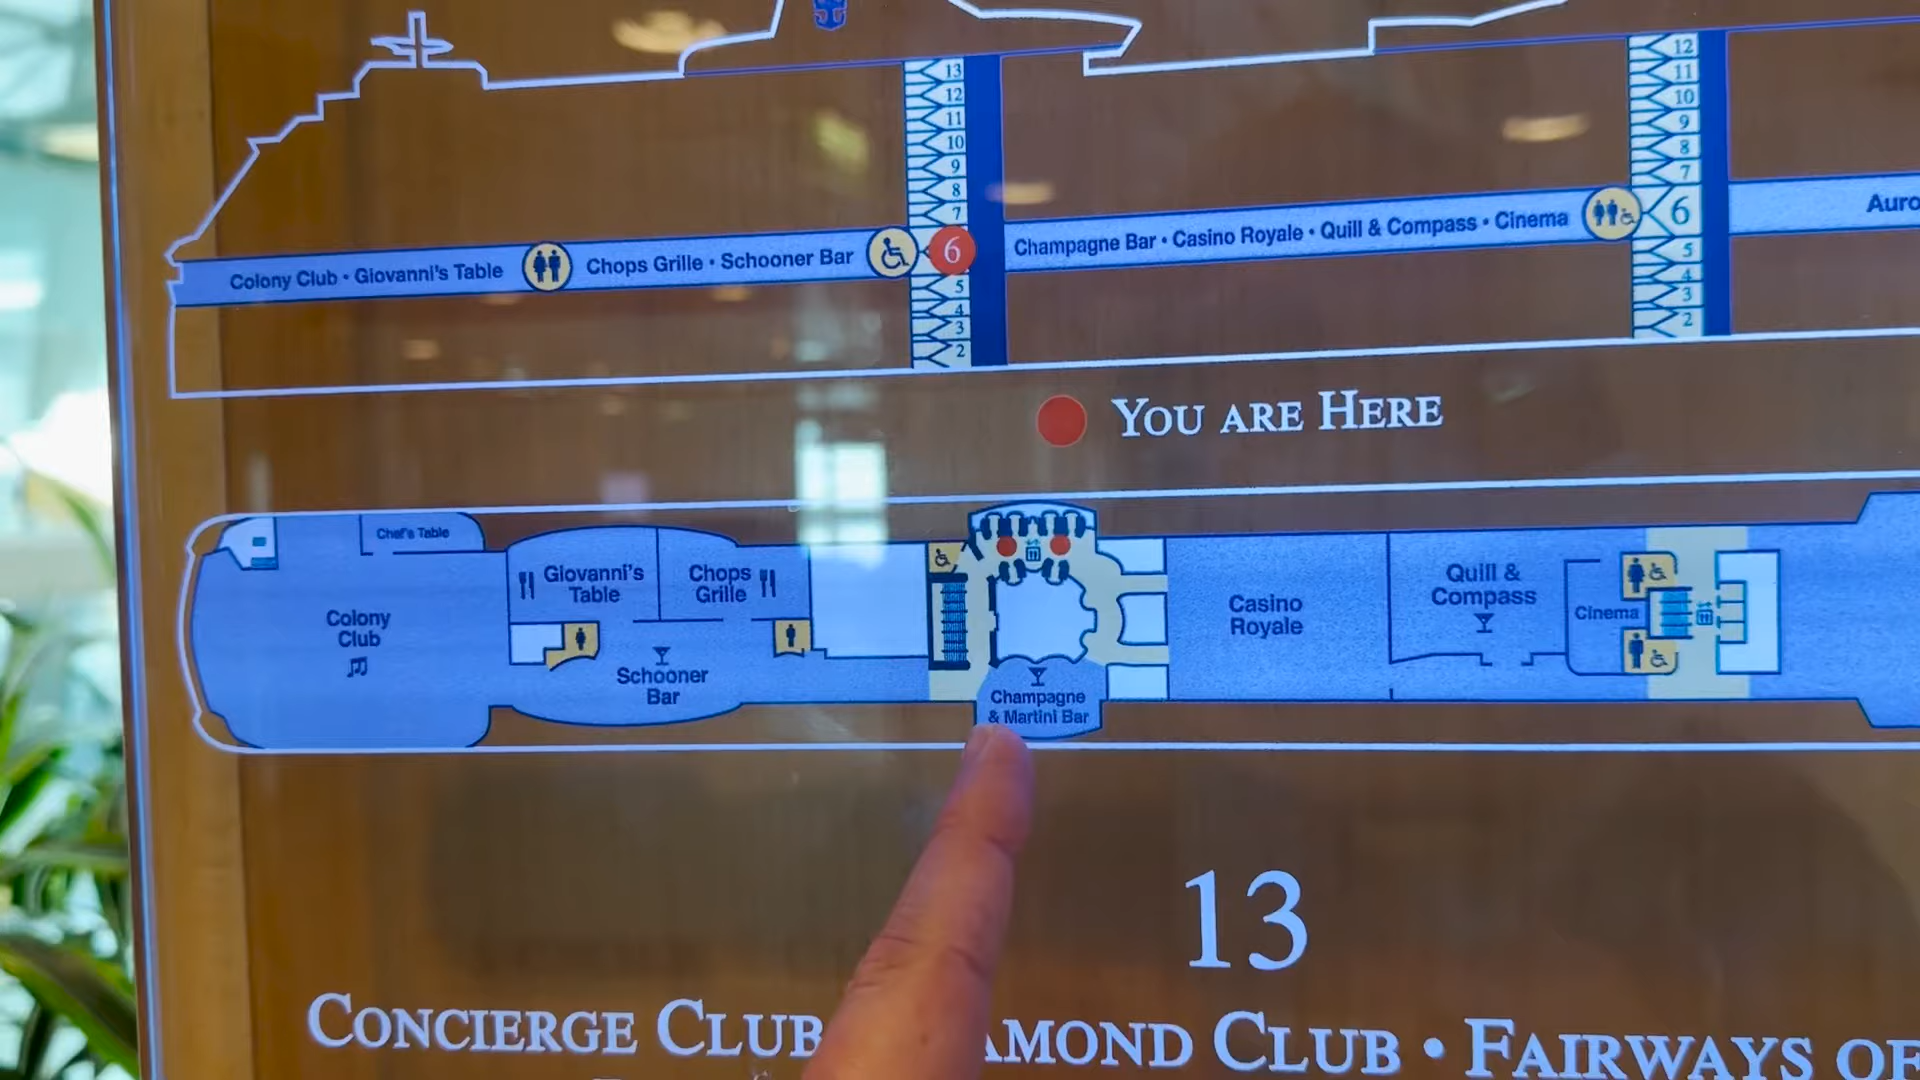 13
12
11
10
9
8
7
6
5
4
3
2
12
11
10
9
8
7
6
5
4
3
2
Colony Club • Giovanni's Table
Chops Grille • Schooner Bar
Champagne Bar • Casino Royale • Quill & Compass • Cinema
YOU ARE HERE
Chef's Table
Colony
Club
Giovanni's
Table
Chops
Grille
Schooner
Bar
Champagne
& Martini Bar
Casino
Royale
Quill &
Compass
Cinema
13
CONCIERGE CLUB
CLUB • FAIRWAYS OF